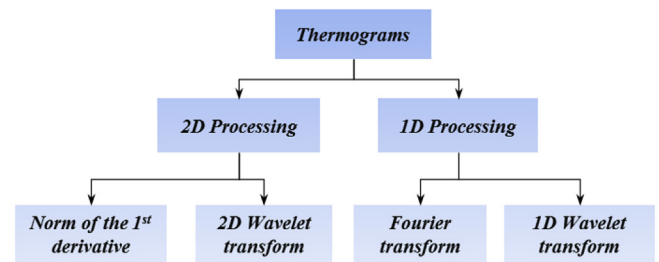 Thermograms
2D Processing
1D Processing
Norm of the 1st
derivative
2D Wavelet
transform
Fourier
transform
1D Wavelet
transform